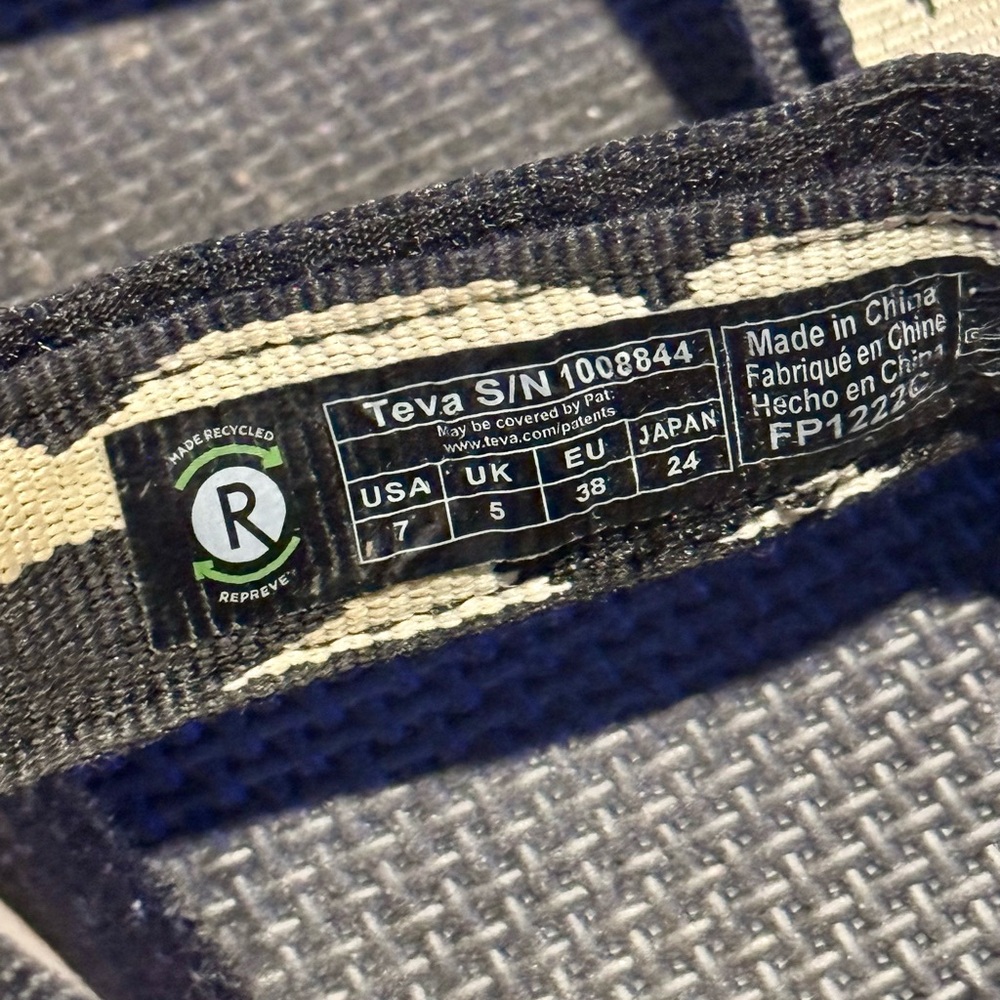 MADE RECYCLED
R
REPREVE
Teva S/N 1008844
May be covered by Pat:
www.teva.com/patents
USA UK EU JAPAN
7 5 38 24
Made in China
Fabriqué en Chine
Hecho en China